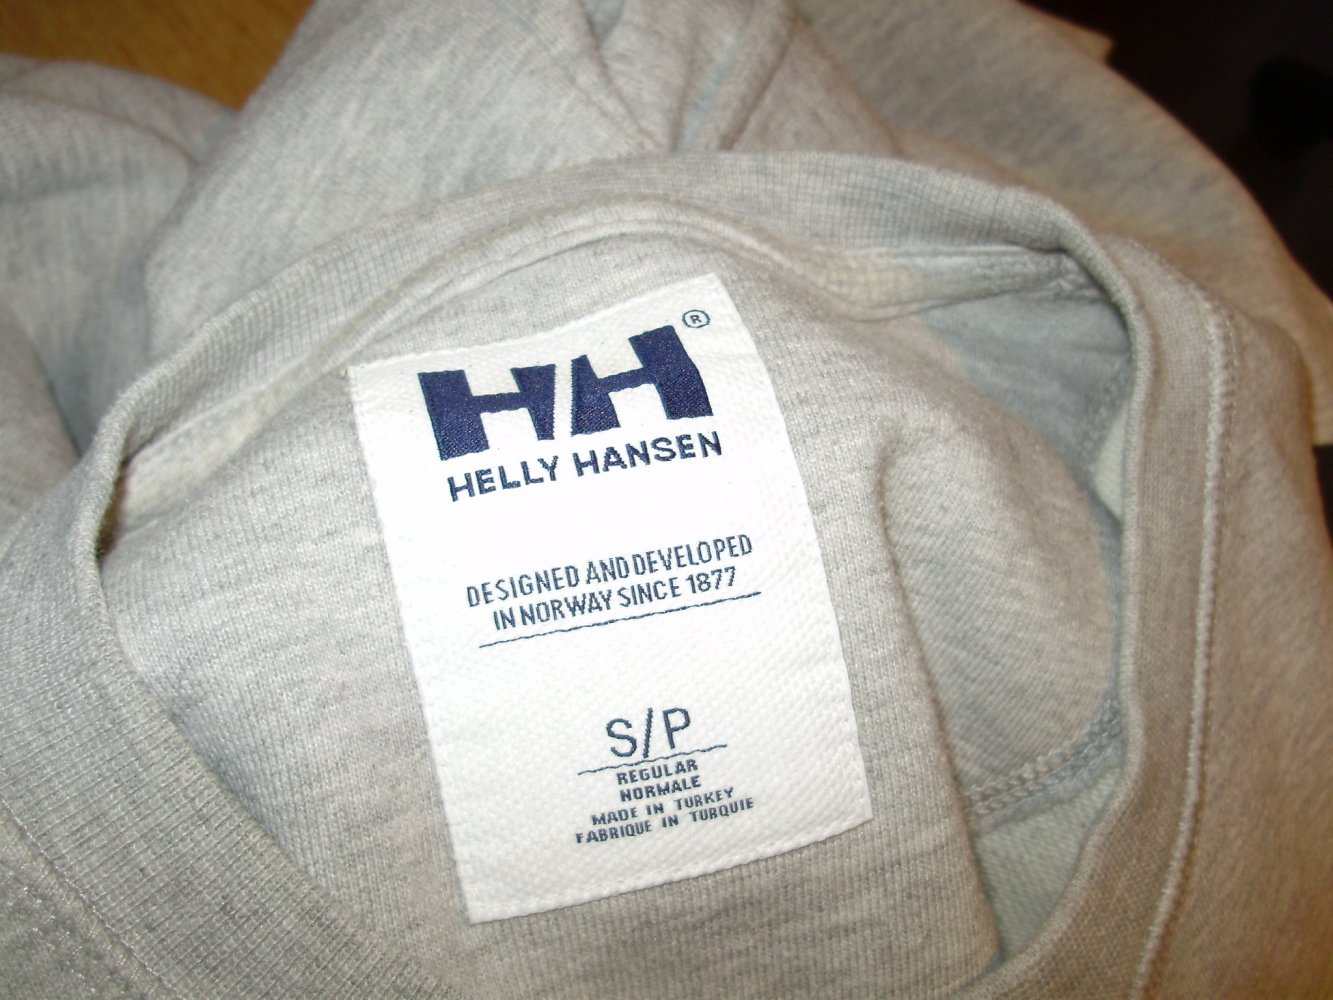 HH®
HELLY HANSEN
DESIGNED AND DEVELOPED
IN NORWAY SINCE 1877
S/P
REGULAR
NORMALE
MADE IN TURKEY
FABRIQUE IN TURQUIE